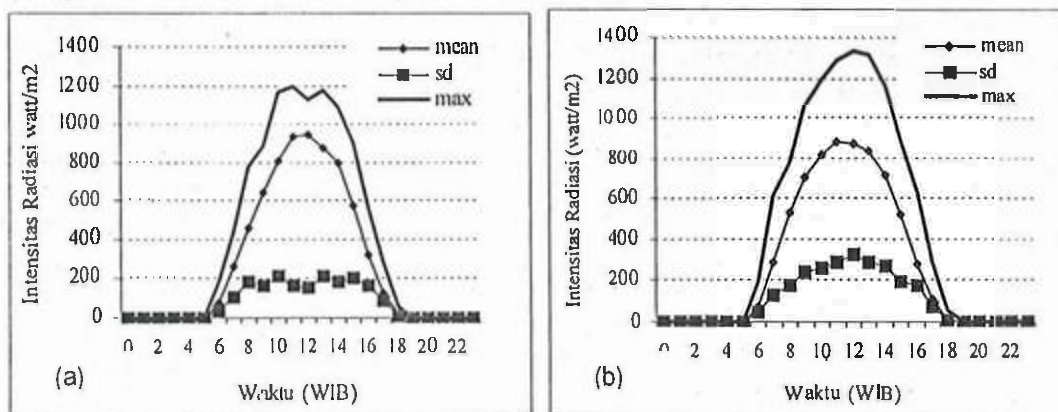 1400
1200
1000
800
600
400
200
0
Intensitas Radiasi watt/m2
mean
sd
max
0 2 4 6 8 10 12 14 16 18 20 22
(a)
Waktu (WIB)
1400
1200
1000
800
600
400
200
0
Intensitas Radiasi (watt/m2)
mean
sd
max
0 2 4 6 8 10 12 14 16 18 20 22
(b)
Waktu (WIB)